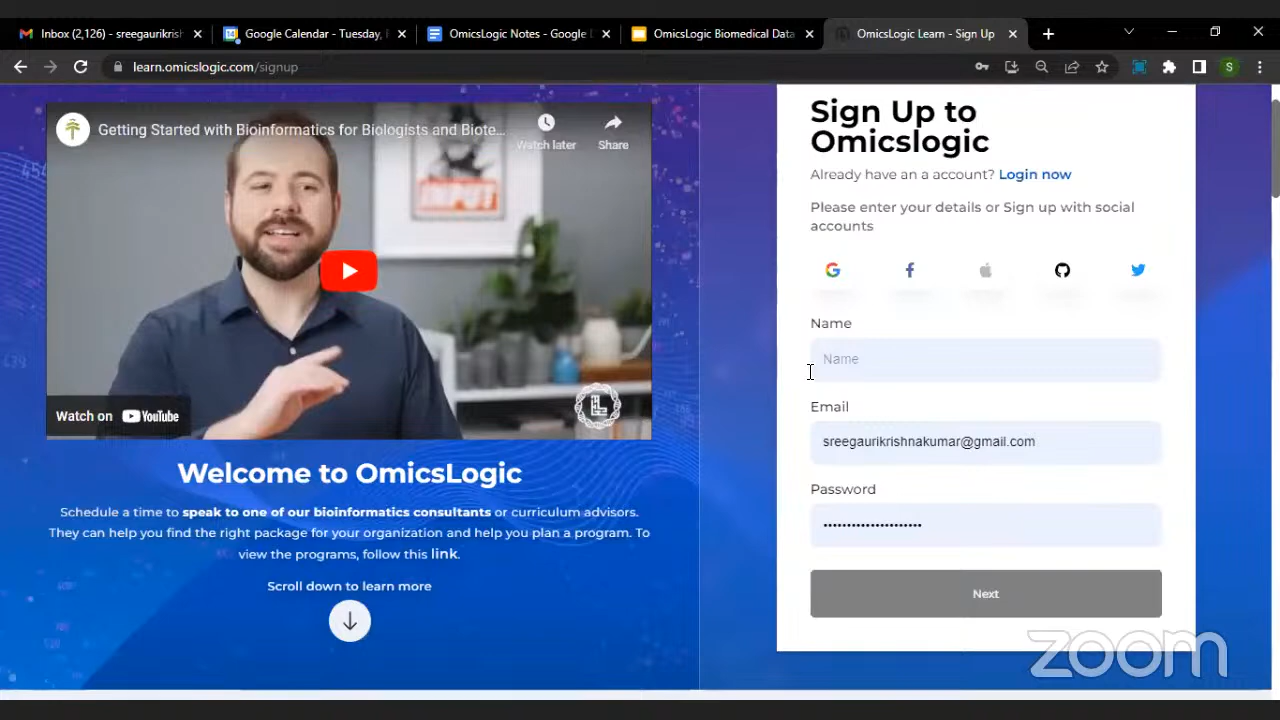 Inbox (2,126) - sreegaurikrish
Google Calendar - Tuesday,
OmicsLogic Notes - Google
OmicsLogic Biomedical Data
OmicsLogic Learn - Sign Up
learn.omicslogic.com/signup
S
Getting Started with Bioinformatics for Biologists and Biote...
Watch later
Share
INPUT
Watch on YouTube
Welcome to OmicsLogic
Schedule a time to speak to one of our bioinformatics consultants or curriculum advisors.
They can help you find the right package for your organization and help you plan a program. To
view the programs, follow this link.
Scroll down to learn more
Sign Up to
Omicslogic
Already have an a account? Login now
Please enter your details or Sign up with social
accounts
Name
Name
Email
sreegaurikrishnakumar@gmail.com
Password
Next
zoom